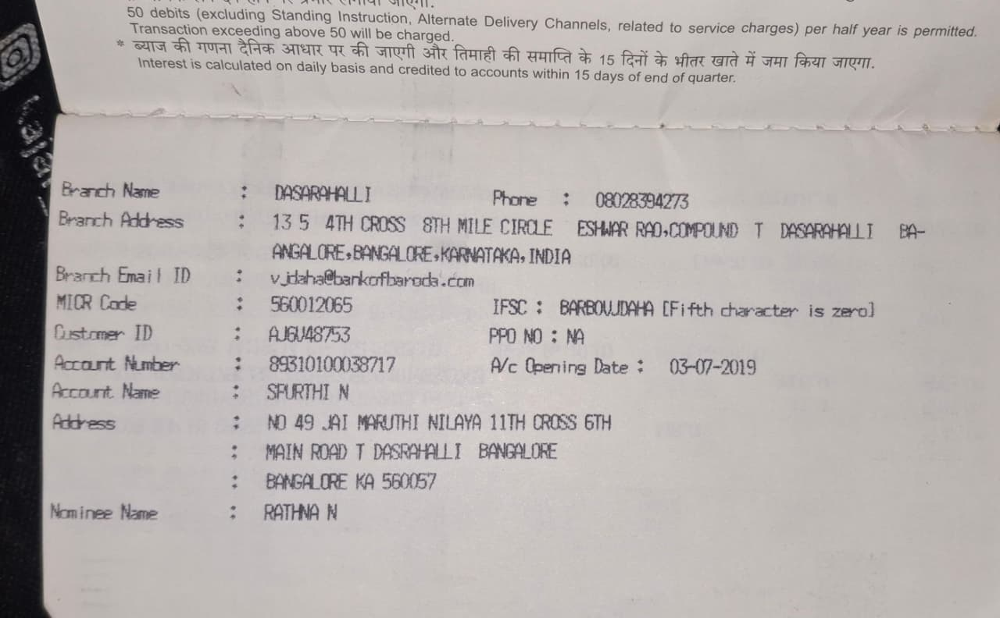 50 debits (excluding Standing Instruction, Alternate Delivery Channels, related to service charges) per half year is permitted.
Transaction exceeding above 50 will be charged.
* ब्याज की गणना दैनिक आधार पर की जाएगी और तिमाही की समाप्ति के 15 दिनों के भीतर खाते में जमा किया जाएगा.
Interest is calculated on daily basis and credited to accounts within 15 days of end of quarter.
Branch Name : DASARAHALLI Phone : 08028394273
Branch Address : 13 5 4TH CROSS 8TH MILE CIRCLE ESHWAR RAO,COMPOUND T DASARAHALLI BA-
ANGALORE,BANGALORE,KARNATAKA,INDIA
Branch Email ID : vjdaha@bankofbaroda.com
MICR Code : 560012065 IFSC : BARB0VJDAHA [Fifth character is zero]
Customer ID : AJGV48753 PPO NO : NA
Account Number : 89310100038717 A/c Opening Date : 03-07-2019
Account Name : SPURTHI N
Address : NO 49 JAI MARUTHI NILAYA 11TH CROSS 6TH
: MAIN ROAD T DASRAHALLI BANGALORE
: BANGALORE KA 560057
Nominee Name : RATHNA N